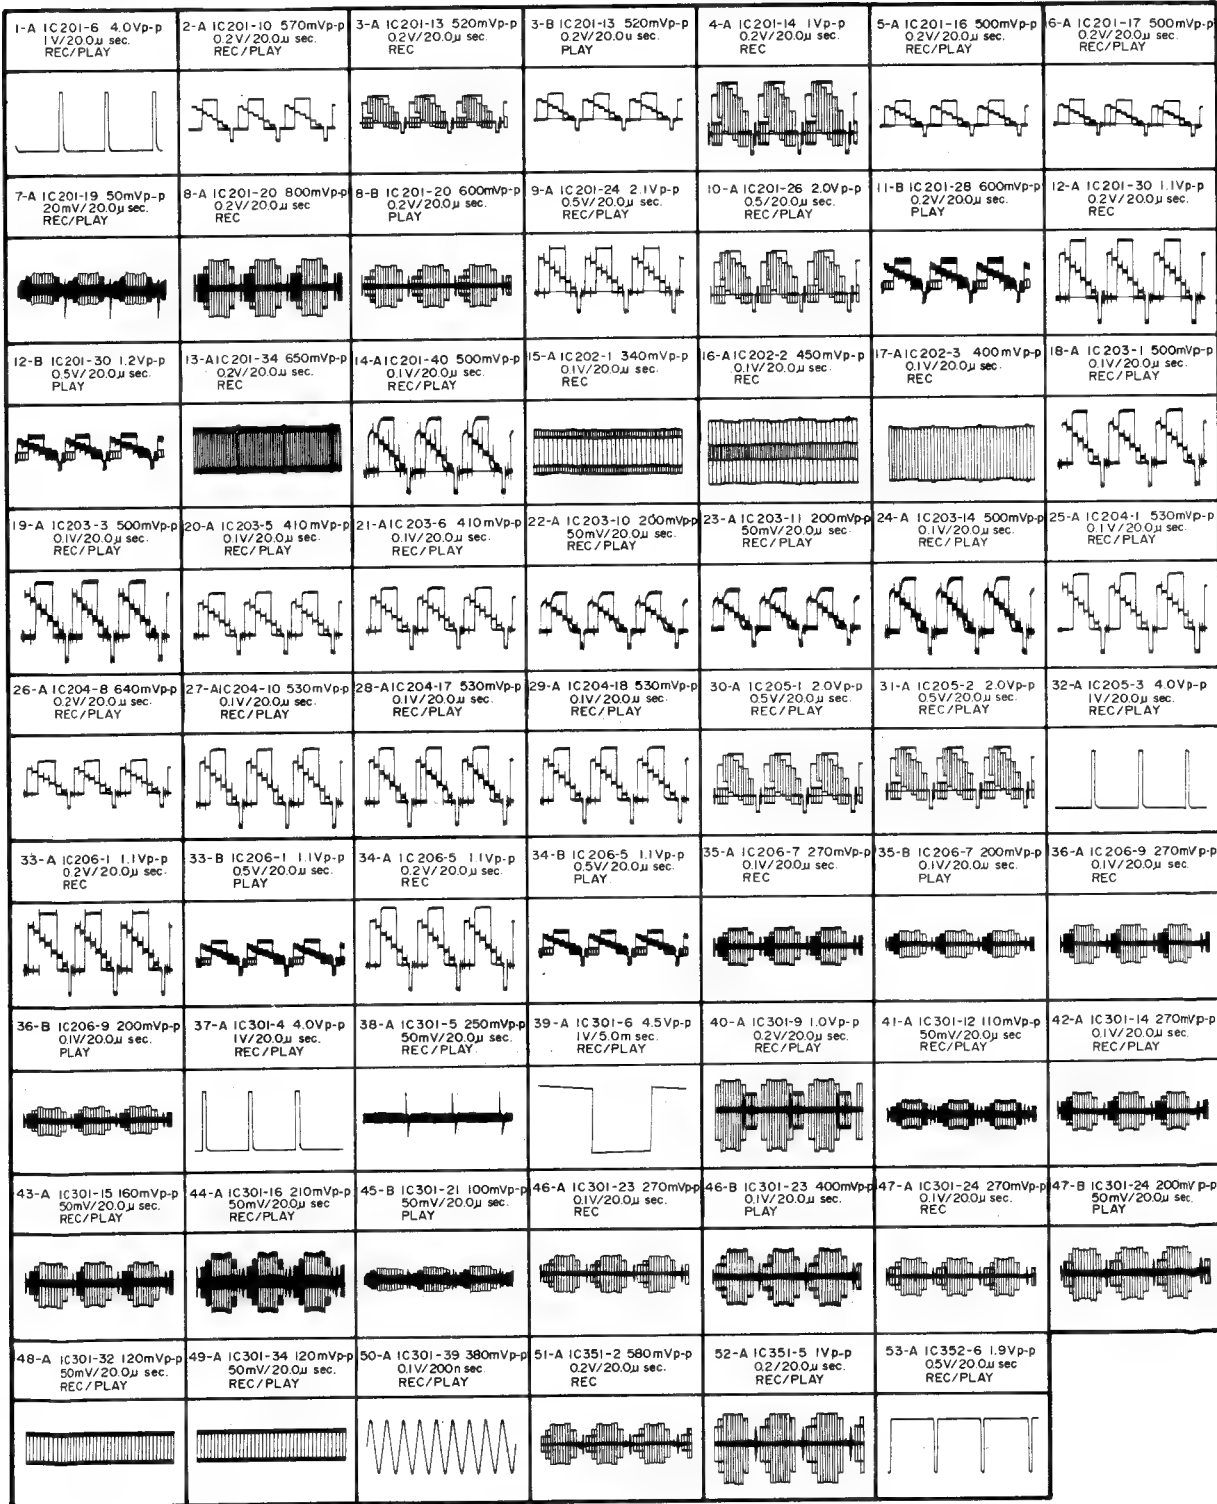 1-A IC201-6 4.0Vp-p
1V/20.0µ sec.
REC/PLAY
2-A IC201-10 570mVp-p
0.2V/20.0µ sec.
REC/PLAY
3-A IC201-13 520mVp-p
0.2V/20.0µ sec.
REC
3-B IC201-13 520mVp-p
0.2V/20.0u sec.
PLAY
4-A IC201-14 1Vp-p
0.2V/20.0µ sec.
REC
5-A IC201-16 500mVp-p
0.2V/20.0µ sec.
REC/PLAY
6-A IC201-17 500mVp-p
0.2V/20.0µ sec.
REC/PLAY
7-A IC201-19 50mVp-p
20mV/20.0µ sec.
REC/PLAY
8-A IC201-20 800mVp-p
0.2V/20.0µ sec.
REC
8-B IC201-20 600mVp-p
0.2V/20.0µ sec.
PLAY
9-A IC201-24 2.1Vp-p
0.5V/20.0µ sec.
REC/PLAY
10-A IC201-26 2.0Vp-p
0.5/20.0µ sec.
REC/PLAY
11-B IC201-28 600mVp-p
0.2V/20.0µ sec.
PLAY
12-A IC201-30 1.1Vp-p
0.2V/20.0µ sec.
REC
12-B IC201-30 1.2Vp-p
0.5V/20.0µ sec.
PLAY
13-A IC201-34 650mVp-p
0.2V/20.0µ sec.
REC
14-A IC201-40 500mVp-p
0.1V/20.0µ sec.
REC/PLAY
15-A IC202-1 340mVp-p
0.1V/20.0µ sec.
REC
16-A IC202-2 450mVp-p
0.1V/20.0µ sec.
REC
17-A IC202-3 400mVp-p
0.1V/20.0µ sec.
REC
18-A IC203-1 500mVp-p
0.1V/20.0µ sec.
REC/PLAY
19-A IC203-3 500mVp-p
0.1V/20.0µ sec.
REC/PLAY
20-A IC203-5 410mVp-p
0.1V/20.0µ sec.
REC/PLAY
21-A IC203-6 410mVp-p
0.1V/20.0µ sec.
REC/PLAY
22-A IC203-10 200mVp-p
50mV/20.0µ sec.
REC/PLAY
23-A IC203-11 200mVp-p
50mV/20.0µ sec.
REC/PLAY
24-A IC203-14 500mVp-p
0.1V/20.0µ sec.
REC/PLAY
25-A IC204-1 530mVp-p
0.1V/20.0µ sec.
REC/PLAY
26-A IC204-8 640mVp-p
0.2V/20.0µ sec.
REC/PLAY
27-A IC204-10 530mVp-p
0.1V/20.0µ sec.
REC/PLAY
28-A IC204-17 530mVp-p
0.1V/20.0µ sec.
REC/PLAY
29-A IC204-18 530mVp-p
0.1V/20.0µ sec.
REC/PLAY
30-A IC205-1 2.0Vp-p
0.5V/20.0µ sec.
REC/PLAY
31-A IC205-2 2.0Vp-p
0.5V/20.0µ sec.
REC/PLAY
32-A IC205-3 4.0Vp-p
1V/20.0µ sec.
REC/PLAY
33-A IC206-1 1.1Vp-p
0.2V/20.0µ sec.
REC
33-B IC206-1 1.1Vp-p
0.5V/20.0µ sec.
PLAY
34-A IC206-5 1.1Vp-p
0.2V/20.0µ sec.
REC
34-B IC206-5 1.1Vp-p
0.5V/20.0µ sec.
PLAY
35-A IC206-7 270mVp-p
0.1V/20.0µ sec.
REC
35-B IC206-7 200mVp-p
0.1V/20.0µ sec.
PLAY
36-A IC206-9 270mVp-p
0.1V/20.0µ sec.
REC
36-B IC206-9 200mVp-p
0.1V/20.0µ sec.
PLAY
37-A IC301-4 4.0Vp-p
1V/20.0µ sec.
REC/PLAY
38-A IC301-5 250mVp-p
50mV/20.0µ sec.
REC/PLAY
39-A IC301-6 4.5Vp-p
1V/5.0m sec.
REC/PLAY
40-A IC301-9 1.0Vp-p
0.2V/20.0µ sec.
REC/PLAY
41-A IC301-12 110mVp-p
50mV/20.0µ sec
REC/PLAY
42-A IC301-14 270mVp-p
0.1V/20.0µ sec.
REC/PLAY
43-A IC301-15 160mVp-p
50mV/20.0µ sec.
REC/PLAY
44-A IC301-16 210mVp-p
50mV/20.0µ sec
REC/PLAY
45-B IC301-21 100mVp-p
50mV/20.0µ sec.
PLAY
46-A IC301-23 270mVp-p
0.1V/20.0µ sec.
REC
46-B IC301-23 400mVp-p
0.1V/20.0µ sec.
PLAY
47-A IC301-24 270mVp-p
0.1V/20.0µ sec.
REC
47-B IC301-24 200mVp-p
50mV/20.0µ sec.
PLAY
48-A IC301-32 120mVp-p
50mV/20.0µ sec.
REC/PLAY
49-A IC301-34 120mVp-p
50mV/20.0µ sec.
REC/PLAY
50-A IC301-39 380mVp-p
0.1V/200n sec.
REC/PLAY
51-A IC351-2 580mVp-p
0.2V/20.0µ sec.
REC
52-A IC351-5 1Vp-p
0.2/20.0µ sec.
REC/PLAY
53-A IC352-6 1.9Vp-p
0.5V/20.0µ sec.
REC/PLAY